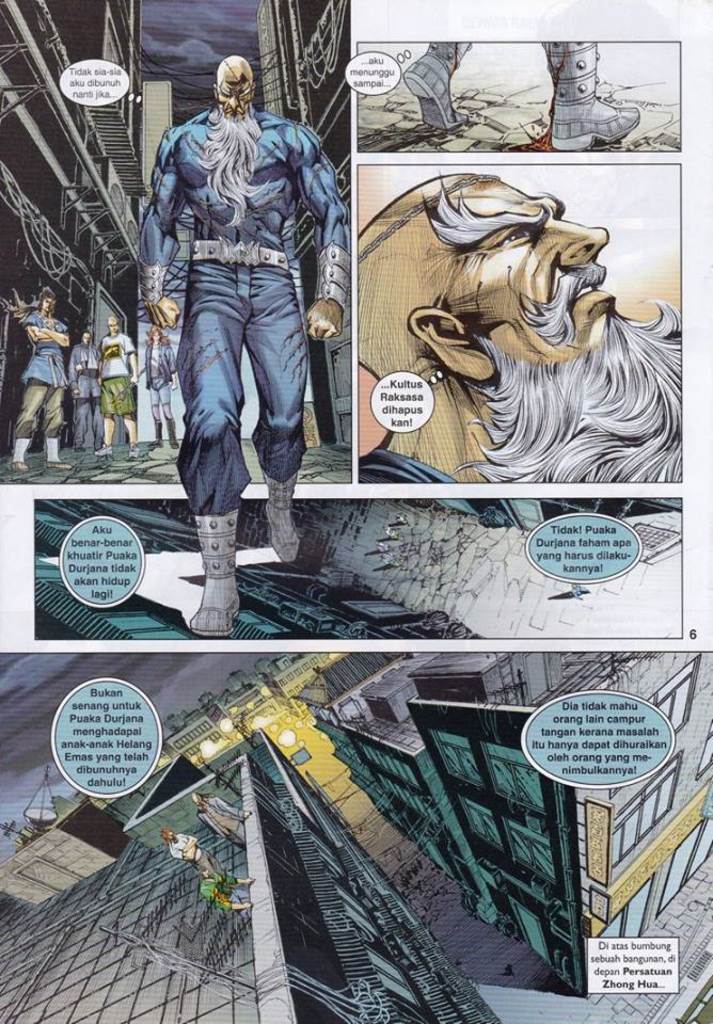 Tidak sia-sia
aku dibunuh
nanti jika...
...aku
menunggu
sampai...
...Kultus
Raksasa
dihapus
kan!
Aku
benar-benar
khuatir Puaka
Durjana tidak
akan hidup
lagi!
Tidak! Puaka
Durjana faham apa
yang harus dilaku-
kannya!
6
Bukan
senang untuk
Puaka Durjana
menghadapi
anak-anak Helang
Emas yang telah
dibunuhnya
dahulu!
Dia tidak mahu
orang lain campur
tangan kerana masalah
itu hanya dapat dihuraikan
oleh orang yang me-
nimbulkannya!
Di atas bumbung
sebuah bangunan, di
depan Persatuan
Zhong Hua...